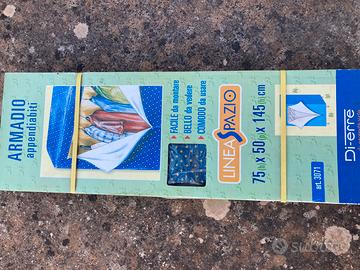 ARMADIO
appendiabiti
FACILE da montare
BELLO da vedere
COMODO da usare
LINEA SPAZIO
75 (l) x 50 (p) x 145 (h) cm
art. 3071
Di-erre
Subito